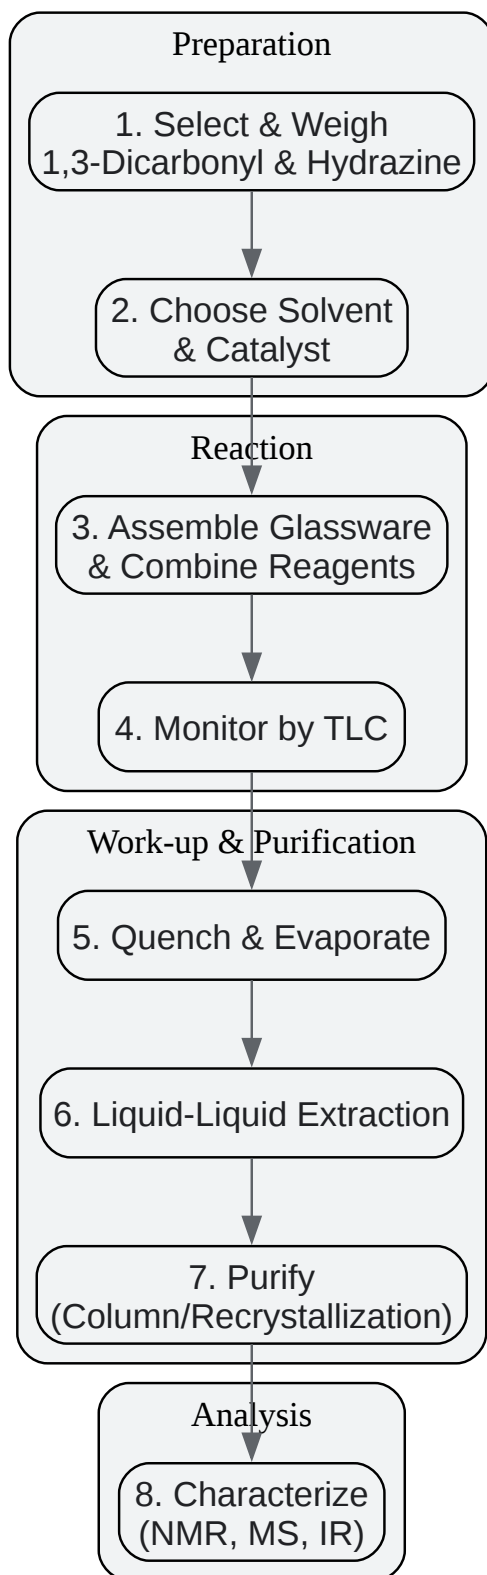 Preparation
1. Select & Weigh
1,3-Dicarbonyl & Hydrazine
2. Choose Solvent
& Catalyst
Reaction
3. Assemble Glassware
& Combine Reagents
4. Monitor by TLC
Work-up & Purification
5. Quench & Evaporate
6. Liquid-Liquid Extraction
7. Purify
(Column/Recrystallization)
Analysis
8. Characterize
(NMR, MS, IR)